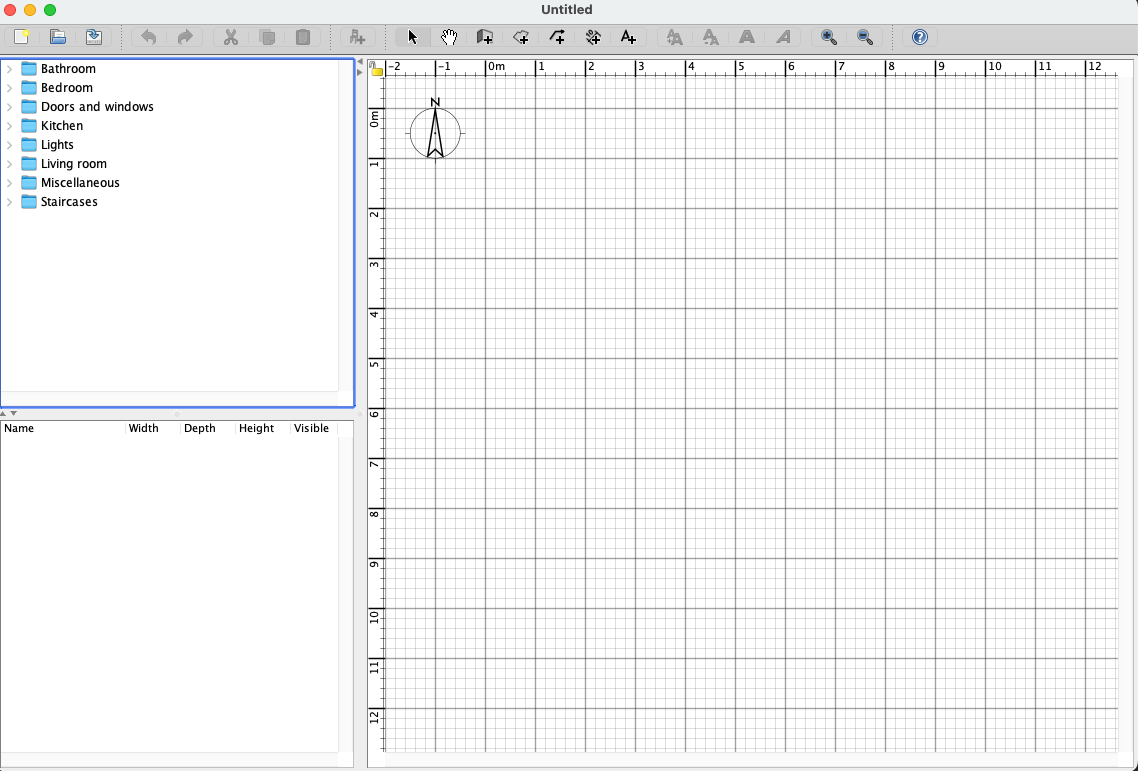 Untitled
Bathroom
Bedroom
Doors and windows
Kitchen
Lights
Living room
Miscellaneous
Staircases
Name Width Depth Height Visible
-2 -1 0m 1 2 3 4 5 6 7 8 9 10 11 12
N
0m
1
2
3
4
5
6
7
8
9
10
11
12